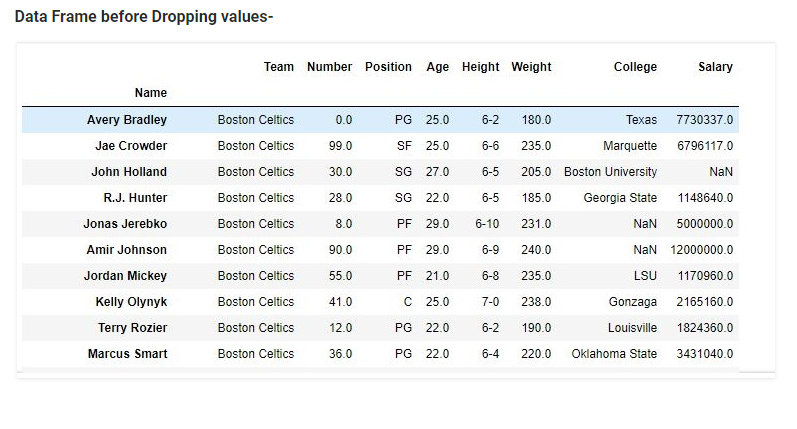 Data Frame before Dropping values-
Team Number Position Age Height Weight College Salary
Name
Avery Bradley Boston Celtics 0.0 PG 25.0 6-2 180.0 Texas 7730337.0
Jae Crowder Boston Celtics 99.0 SF 25.0 6-6 235.0 Marquette 6796117.0
John Holland Boston Celtics 30.0 SG 27.0 6-5 205.0 Boston University NaN
R.J. Hunter Boston Celtics 28.0 SG 22.0 6-5 185.0 Georgia State 1148640.0
Jonas Jerebko Boston Celtics 8.0 PF 29.0 6-10 231.0 NaN 5000000.0
Amir Johnson Boston Celtics 90.0 PF 29.0 6-9 240.0 NaN 12000000.0
Jordan Mickey Boston Celtics 55.0 PF 21.0 6-8 235.0 LSU 1170960.0
Kelly Olynyk Boston Celtics 41.0 C 25.0 7-0 238.0 Gonzaga 2165160.0
Terry Rozier Boston Celtics 12.0 PG 22.0 6-2 190.0 Louisville 1824360.0
Marcus Smart Boston Celtics 36.0 PG 22.0 6-4 220.0 Oklahoma State 3431040.0